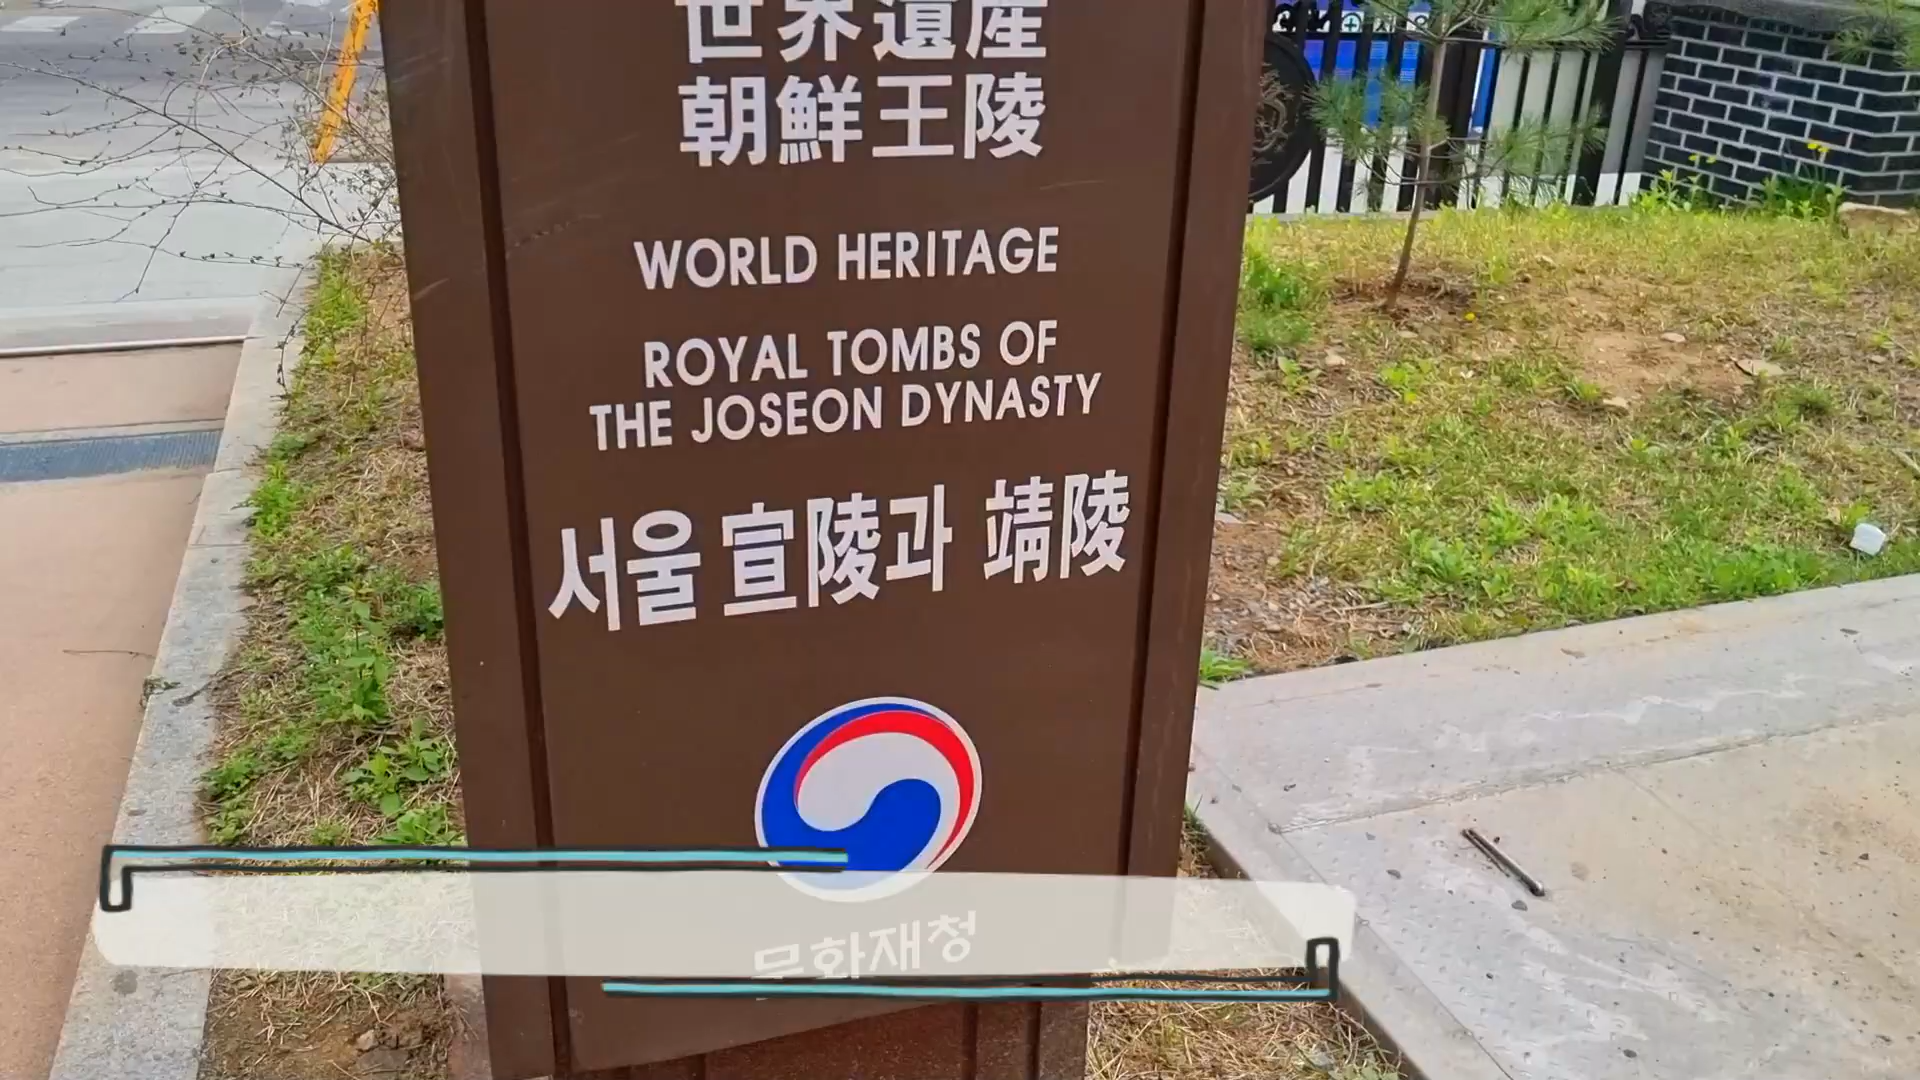 世界遺産
朝鮮王陵
WORLD HERITAGE
ROYAL TOMBS OF
THE JOSEON DYNASTY
서울 宣陵과 靖陵
문화재청